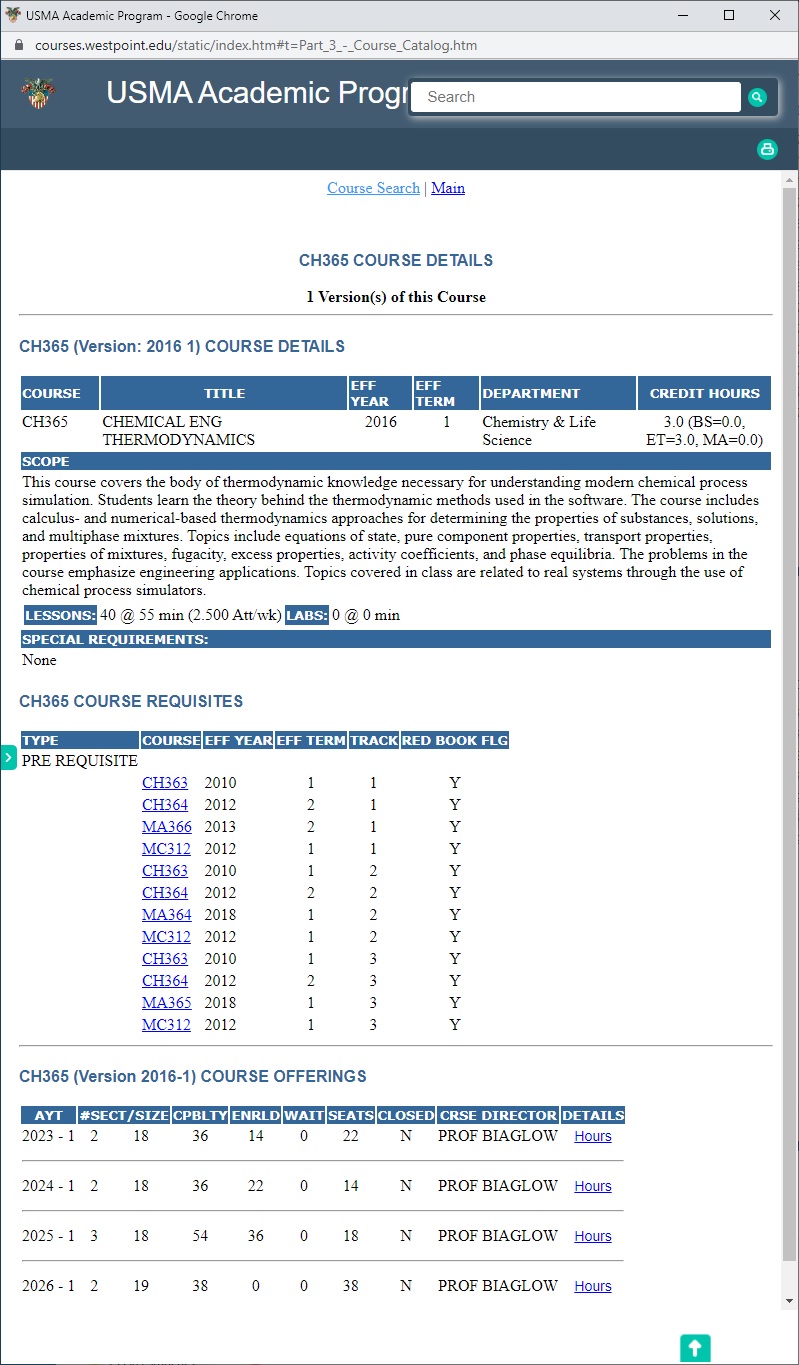 USMA Academic Program - Google Chrome
courses.westpoint.edu/static/index.htm#t=Part_3_-_Course_Catalog.htm
USMA Academic Progr
Search
Course Search | Main
CH365 COURSE DETAILS
1 Version(s) of this Course
CH365 (Version: 2016 1) COURSE DETAILS
COURSE TITLE EFF YEAR EFF TERM DEPARTMENT CREDIT HOURS
CH365 CHEMICAL ENG THERMODYNAMICS 2016 1 Chemistry & Life Science 3.0 (BS=0.0, ET=3.0, MA=0.0)
SCOPE
This course covers the body of thermodynamic knowledge necessary for understanding modern chemical process
simulation. Students learn the theory behind the thermodynamic methods used in the software. The course includes
calculus- and numerical-based thermodynamics approaches for determining the properties of substances, solutions,
and multiphase mixtures. Topics include equations of state, pure component properties, transport properties,
properties of mixtures, fugacity, excess properties, activity coefficients, and phase equilibria. The problems in the
course emphasize engineering applications. Topics covered in class are related to real systems through the use of
chemical process simulators.
LESSONS: 40 @ 55 min (2.500 Att/wk) LABS: 0 @ 0 min
SPECIAL REQUIREMENTS:
None
CH365 COURSE REQUISITES
TYPE COURSE EFF YEAR EFF TERM TRACK RED BOOK FLG
PRE REQUISITE
CH363 2010 1 1 Y
CH364 2012 2 1 Y
MA366 2013 2 1 Y
MC312 2012 1 1 Y
CH363 2010 1 2 Y
CH364 2012 2 2 Y
MA364 2018 1 2 Y
MC312 2012 1 2 Y
CH363 2010 1 3 Y
CH364 2012 2 3 Y
MA365 2018 1 3 Y
MC312 2012 1 3 Y
CH365 (Version 2016-1) COURSE OFFERINGS
AYT #SECT/SIZE CPBLTY ENRLD WAIT SEATS CLOSED CRSE DIRECTOR DETAILS
2023 - 1 2 18 36 14 0 22 N PROF BIAGLOW Hours
2024 - 1 2 18 36 22 0 14 N PROF BIAGLOW Hours
2025 - 1 3 18 54 36 0 18 N PROF BIAGLOW Hours
2026 - 1 2 19 38 0 0 38 N PROF BIAGLOW Hours